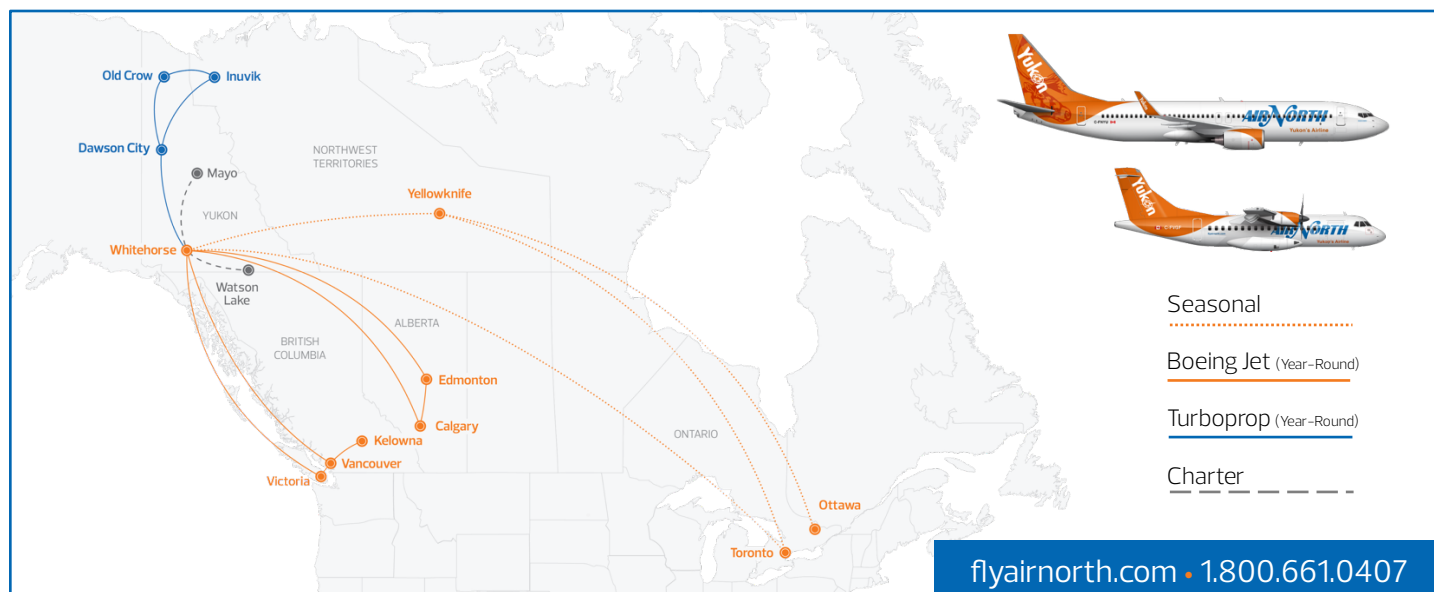 Old Crow
Inuvik
Dawson City
Mayo
NORTHWEST
TERRITORIES
Yellowknife
YUKON
Whitehorse
Watson
Lake
ALBERTA
BRITISH
COLUMBIA
Edmonton
Calgary
Kelowna
Vancouver
Victoria
ONTARIO
Ottawa
Toronto
Yukon
AIR NORTH
Yukon's Airline
Yukon
AIR NORTH
Yukon's Airline
Seasonal
Boeing Jet (Year-Round)
Turboprop (Year-Round)
Charter
flyairnorth.com • 1.800.661.0407